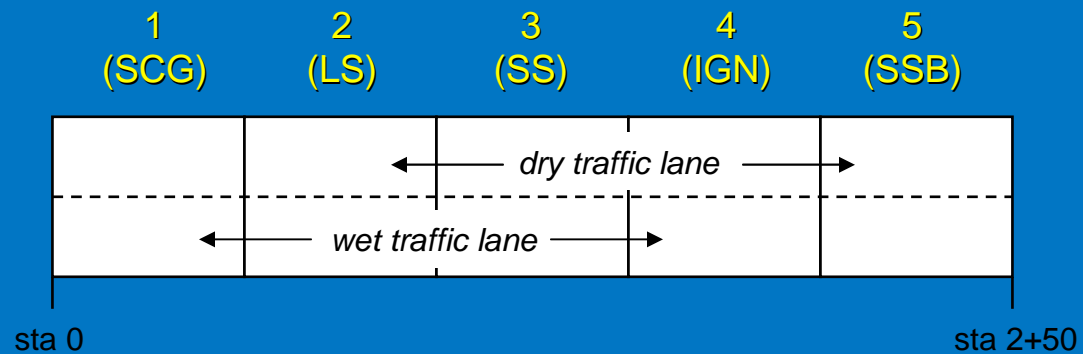 1 2 3 4 5
(SCG) (LS) (SS) (IGN) (SSB)
dry traffic lane
wet traffic lane
sta 0 sta 2+50